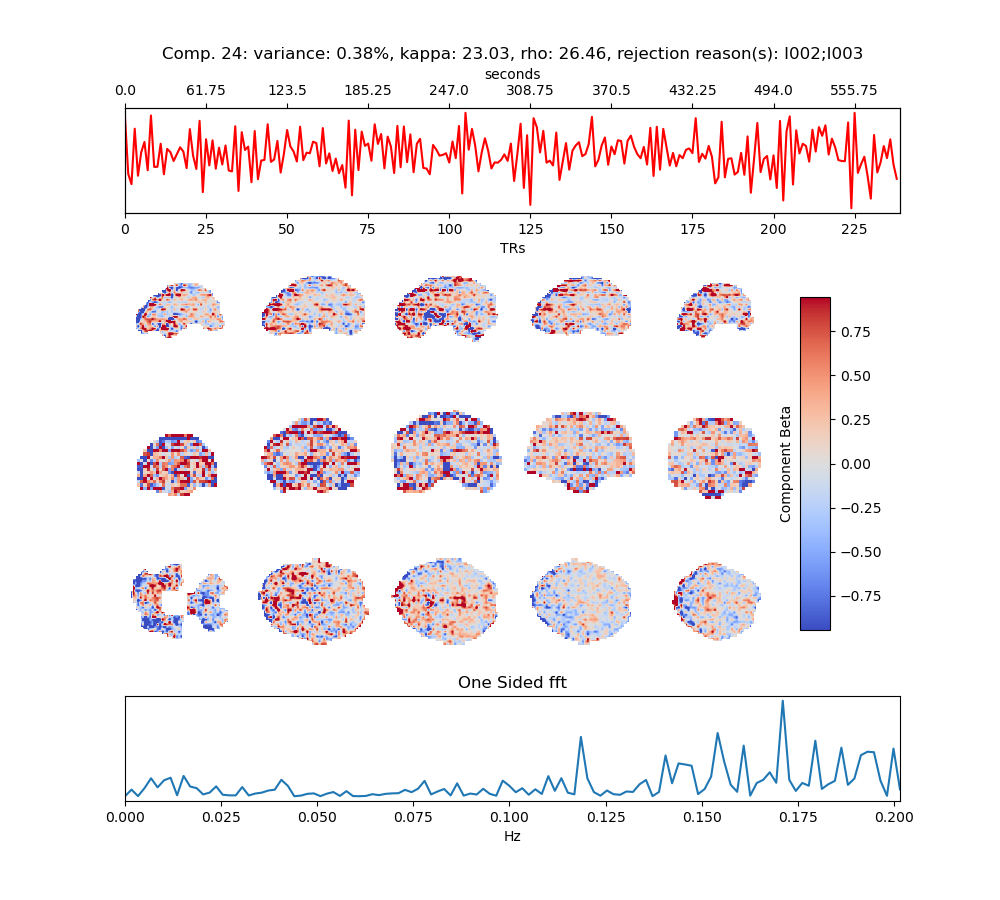 Comp. 24: variance: 0.38%, kappa: 23.03, rho: 26.46, rejection reason(s): I002;I003
seconds
0.0 61.75 123.5 185.25 247.0 308.75 370.5 432.25 494.0 555.75
0 25 50 75 100 125 150 175 200 225
TRs
0.75
0.50
0.25
0.00
−0.25
−0.50
−0.75
Component Beta
One Sided fft
0.000 0.025 0.050 0.075 0.100 0.125 0.150 0.175 0.200
Hz